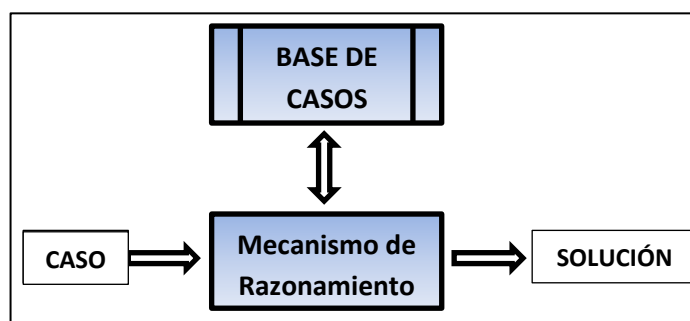 BASE DE
CASOS
CASO
Mecanismo de
Razonamiento
SOLUCIÓN